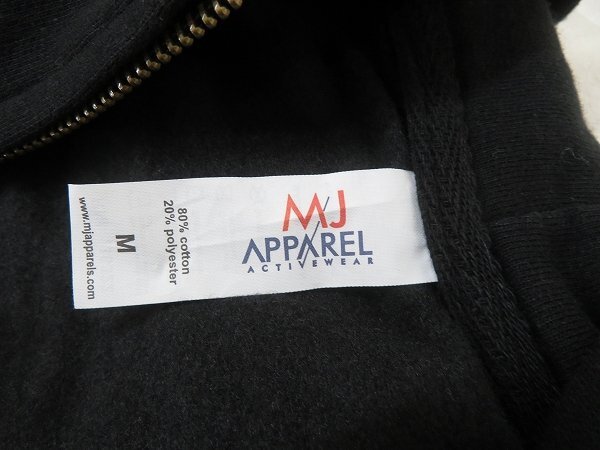 MJ
APPAREL
ACTIVEWEAR
80% cotton
20% polyester
M
www.mjapparels.com